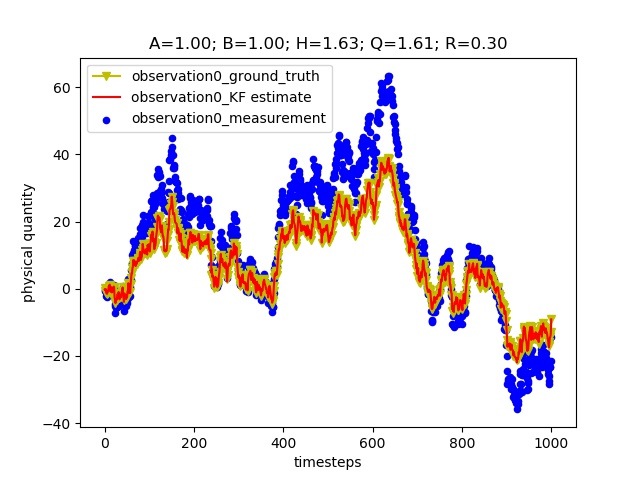 A=1.00; B=1.00; H=1.63; Q=1.61; R=0.30
observation0_ground_truth
observation0_KF estimate
observation0_measurement
60
40
20
0
−20
−40
physical quantity
0 200 400 600 800 1000
timesteps